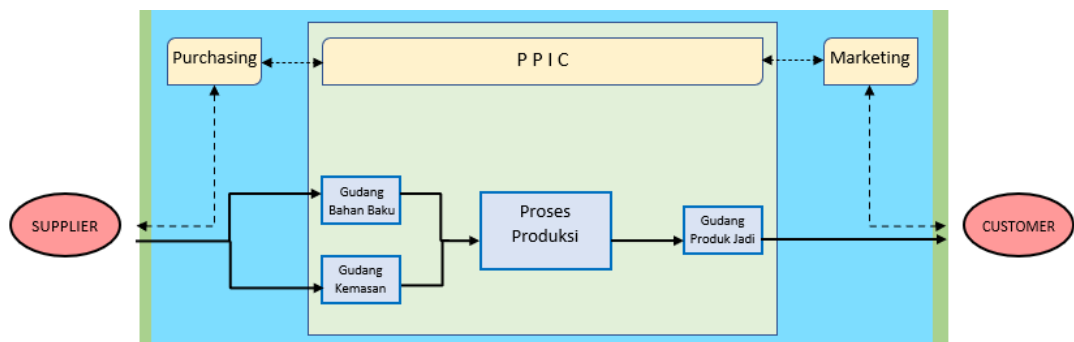 Purchasing
P P I C
Marketing
SUPPLIER
Gudang
Bahan Baku
Gudang
Kemasan
Proses
Produksi
Gudang
Produk Jadi
CUSTOMER